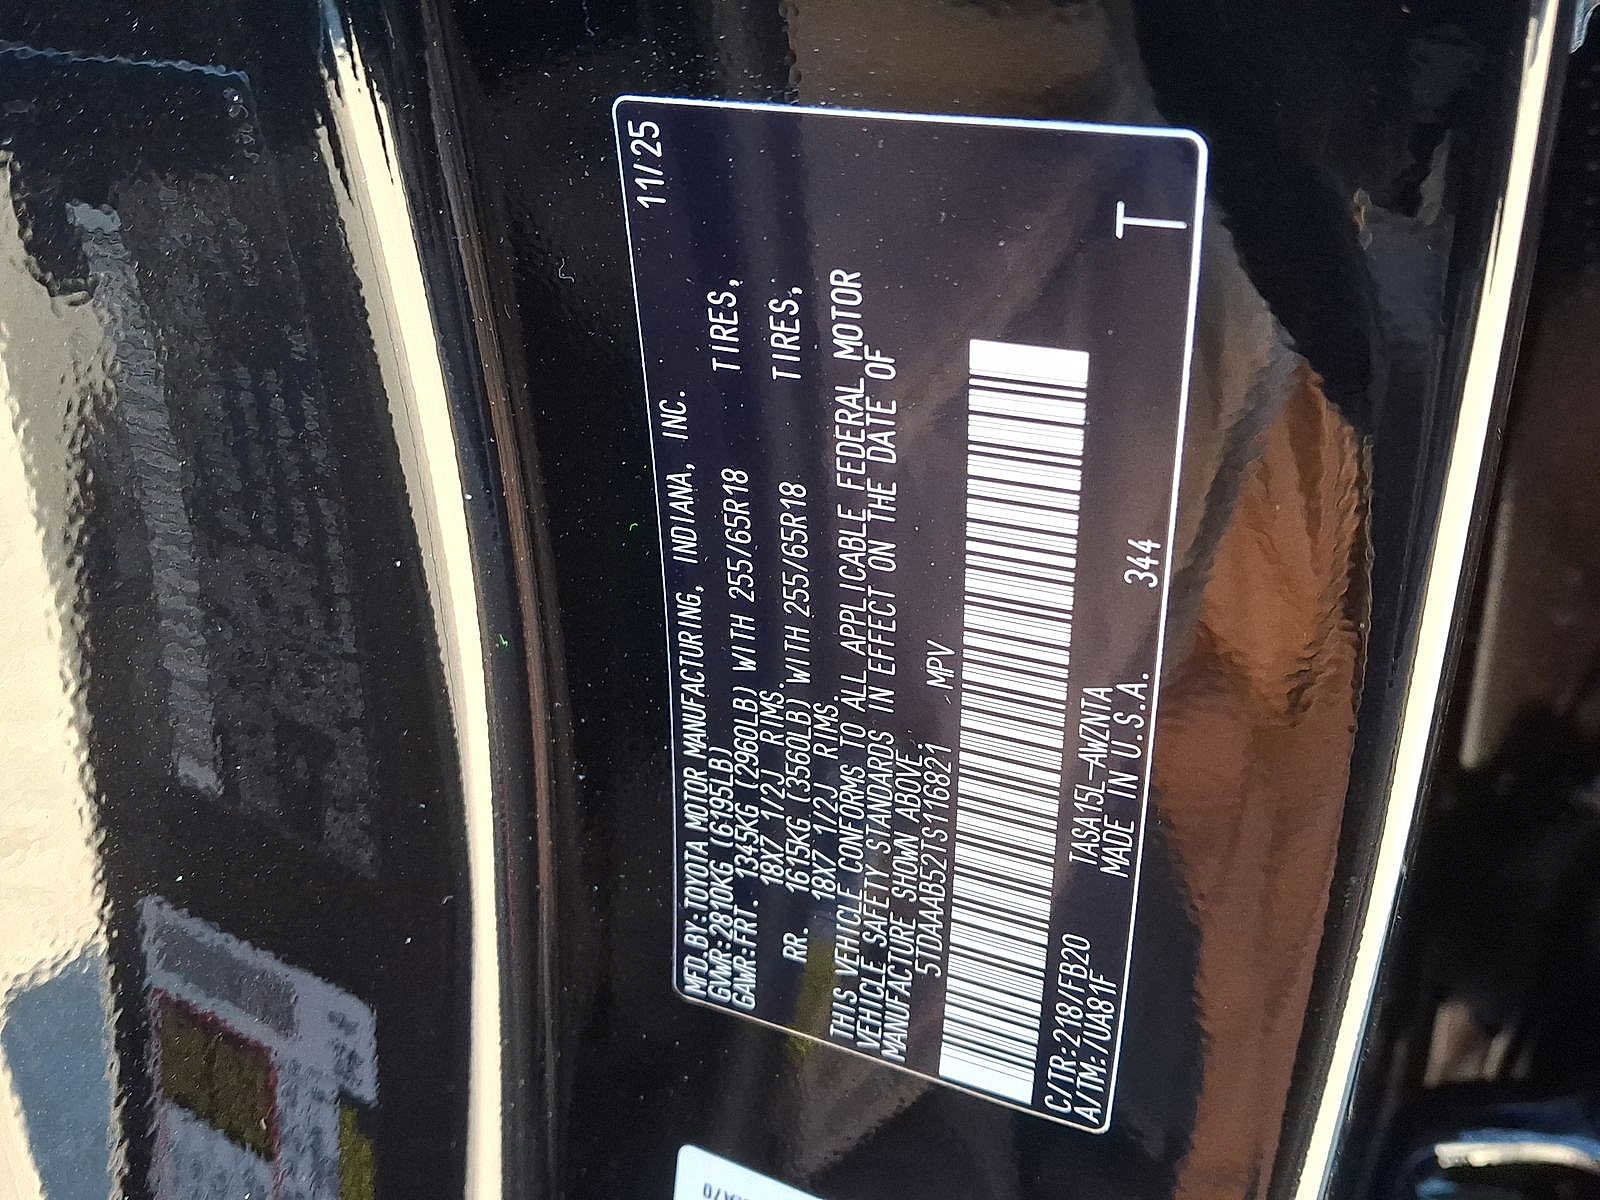 MFD.BY:TOYOTA MOTOR MANUFACTURING, INDIANA, INC. 11/25
GVWR:2810KG (6195LB)
GAWR:FRT. 1345KG (2960LB) WITH 255/65R18 TIRES,
18X7 1/2J RIMS.
RR. 1615KG (3560LB) WITH 255/65R18 TIRES,
18X7 1/2J RIMS.
THIS VEHICLE CONFORMS TO ALL APPLICABLE FEDERAL MOTOR
VEHICLE SAFETY STANDARDS IN EFFECT ON THE DATE OF
MANUFACTURE SHOWN ABOVE.
5TDAAAB52TS116821 MPV
C/TR:218/FB20 TASA15L-AWZNTA
A/TM:/UA81F MADE IN U.S.A. 344 T